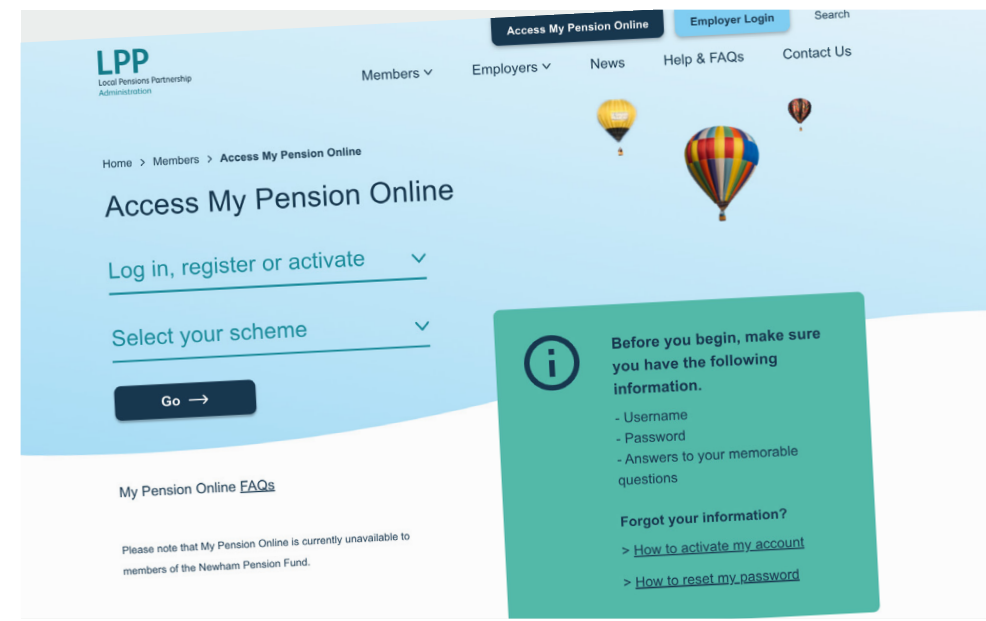 Access My Pension Online
Employer Login
Search
LPP
Local Pensions Partnership
Administration
Members
Employers
News
Help & FAQs
Contact Us
Home > Members > Access My Pension Online
Access My Pension Online
Log in, register or activate
Select your scheme
Go →
My Pension Online FAQs
Please note that My Pension Online is currently unavailable to
members of the Newham Pension Fund.
i
Before you begin, make sure
you have the following
information.
- Username
- Password
- Answers to your memorable
questions
Forgot your information?
> How to activate my account
> How to reset my password